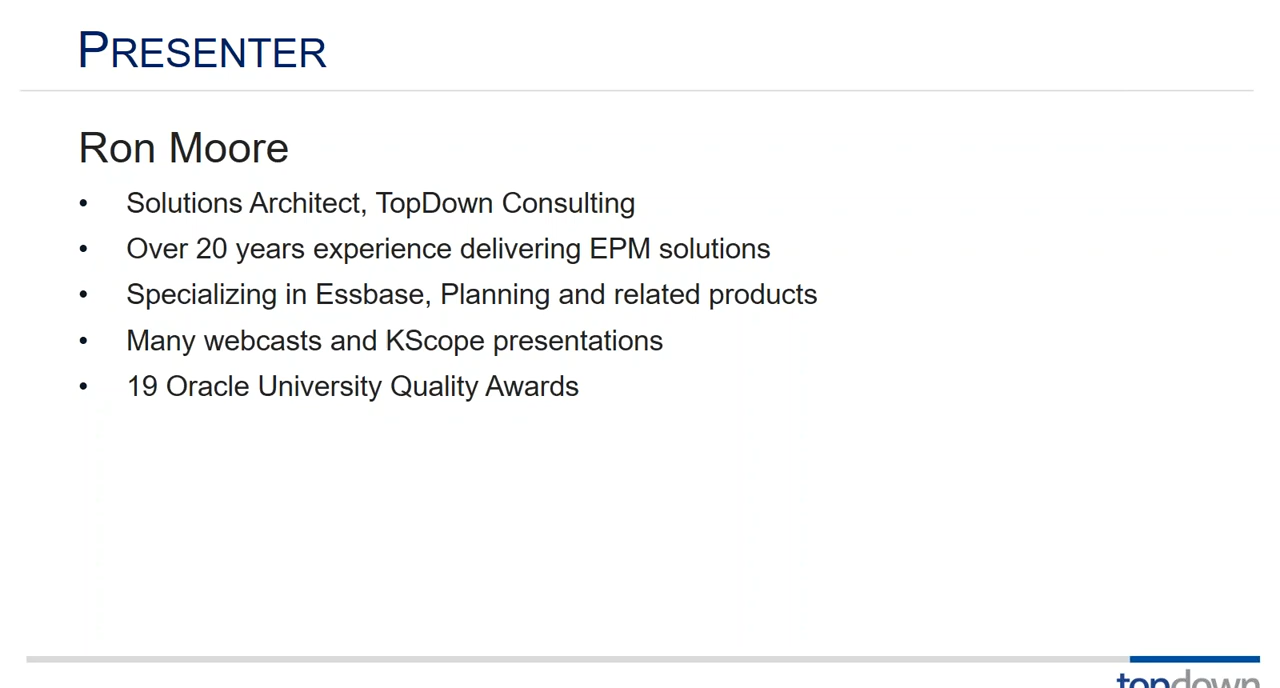 PRESENTER
Ron Moore
• Solutions Architect, TopDown Consulting
• Over 20 years experience delivering EPM solutions
• Specializing in Essbase, Planning and related products
• Many webcasts and KScope presentations
• 19 Oracle University Quality Awards
topdown